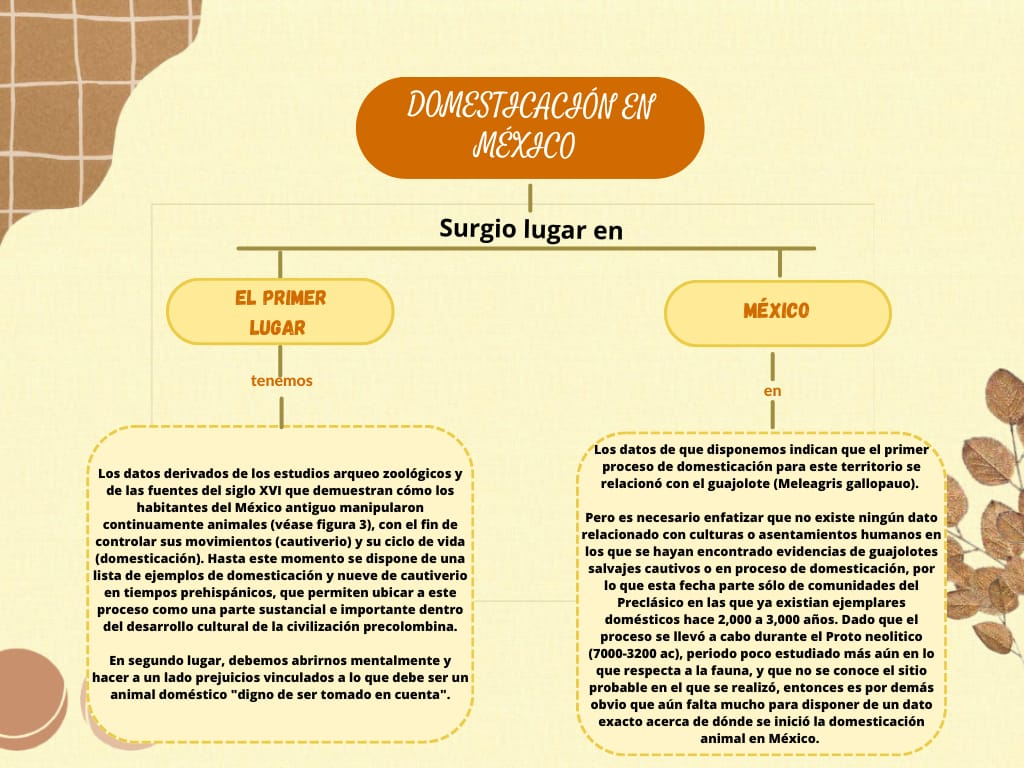 DOMESTICACIÓN EN
MÉXICO
Surgio lugar en
EL PRIMER
LUGAR
tenemos
Los datos derivados de los estudios arqueo zoológicos y
de las fuentes del siglo XVI que demuestran cómo los
habitantes del México antiguo manipularon
continuamente animales (véase figura 3), con el fin de
controlar sus movimientos (cautiverio) y su ciclo de vida
(domesticación). Hasta este momento se dispone de una
lista de ejemplos de domesticación y nueve de cautiverio
en tiempos prehispánicos, que permiten ubicar a este
proceso como una parte sustancial e importante dentro
del desarrollo cultural de la civilización precolombina.
En segundo lugar, debemos abrirnos mentalmente y
hacer a un lado prejuicios vinculados a lo que debe ser un
animal doméstico "digno de ser tomado en cuenta".
MÉXICO
en
Los datos de que disponemos indican que el primer
proceso de domesticación para este territorio se
relacionó con el guajolote (Meleagris gallopauo).
Pero es necesario enfatizar que no existe ningún dato
relacionado con culturas o asentamientos humanos en
los que se hayan encontrado evidencias de guajolotes
salvajes cautivos o en proceso de domesticación, por
lo que esta fecha parte sólo de comunidades del
Preclásico en las que ya existian ejemplares
domésticos hace 2,000 a 3,000 años. Dado que el
proceso se llevó a cabo durante el Proto neolitico
(7000-3200 ac), periodo poco estudiado más aún en lo
que respecta a la fauna, y que no se conoce el sitio
probable en el que se realizó, entonces es por demás
obvio que aún falta mucho para disponer de un dato
exacto acerca de dónde se inició la domesticación
animal en México.